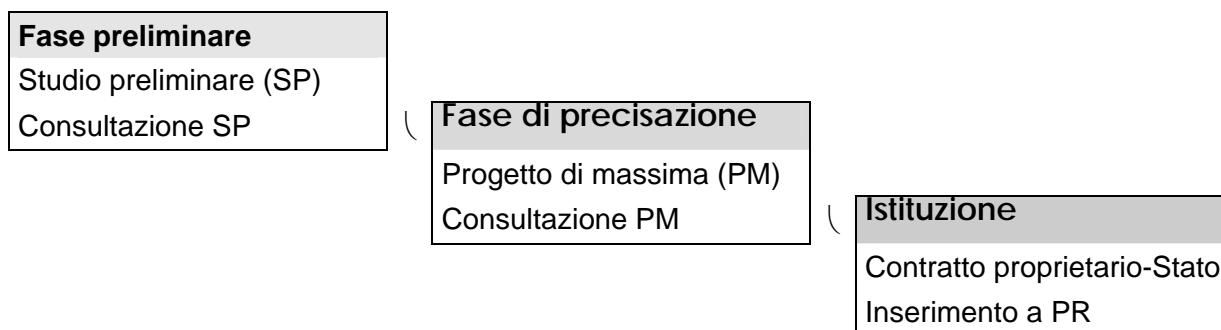 Fase preliminare
Studio preliminare (SP)
Consultazione SP
Fase di precisazione
Progetto di massima (PM)
Consultazione PM
Istituzione
Contratto proprietario-Stato
Inserimento a PR